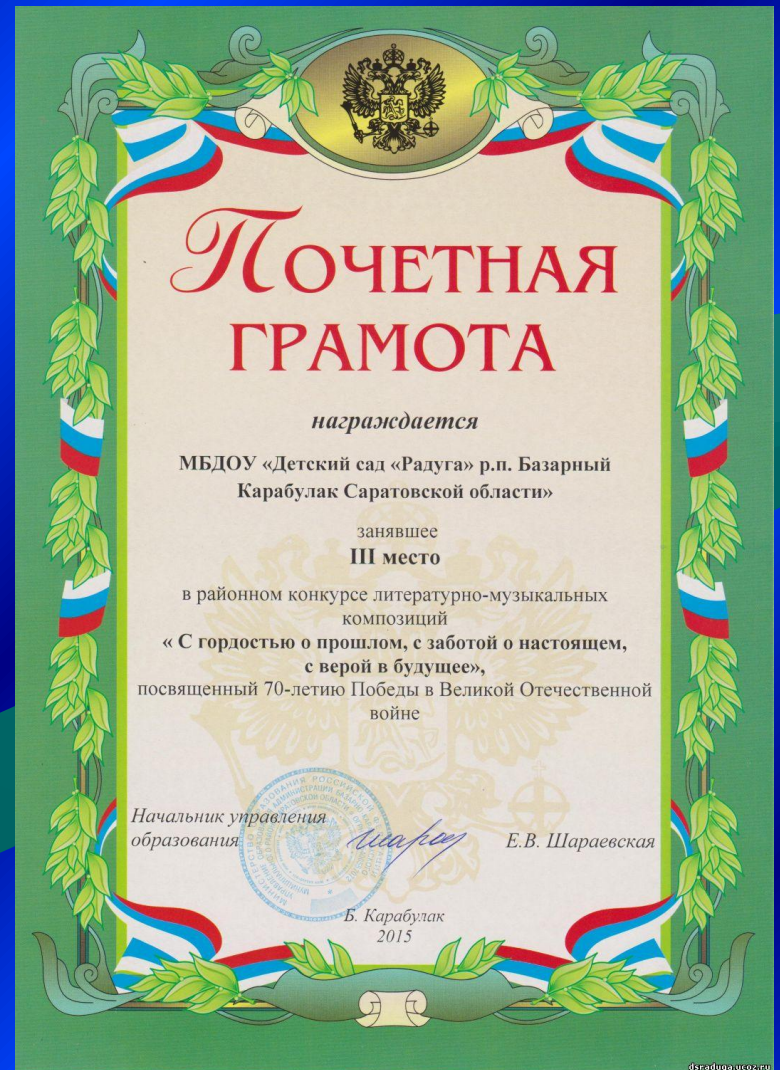 ПОЧЕТНАЯ
ГРАМОТА
награждается
МБДОУ «Детский сад «Радуга» р.п. Базарный
Карабулак Саратовской области»
занявшее
III место
в районном конкурсе литературно-музыкальных
композиций
« С гордостью о прошлом, с заботой о настоящем,
с верой в будущее»,
посвященный 70-летию Победы в Великой Отечественной
войне
Начальник управления
образования
Е.В. Шараевская
Б. Карабулак
2015
dsraduga.ucoz.ru